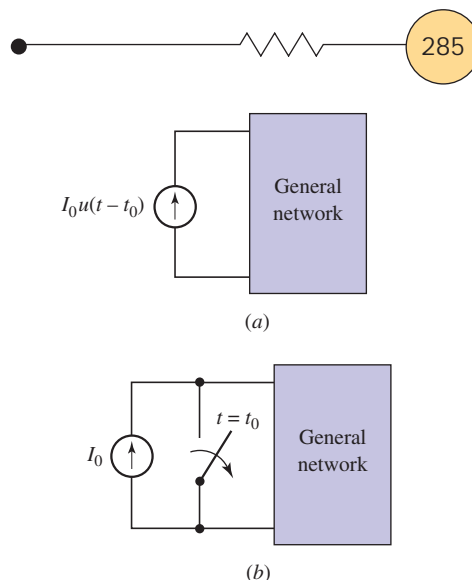 285
General
network
I₀u(t – t₀)
(a)
t = t₀
I₀
General
network
(b)